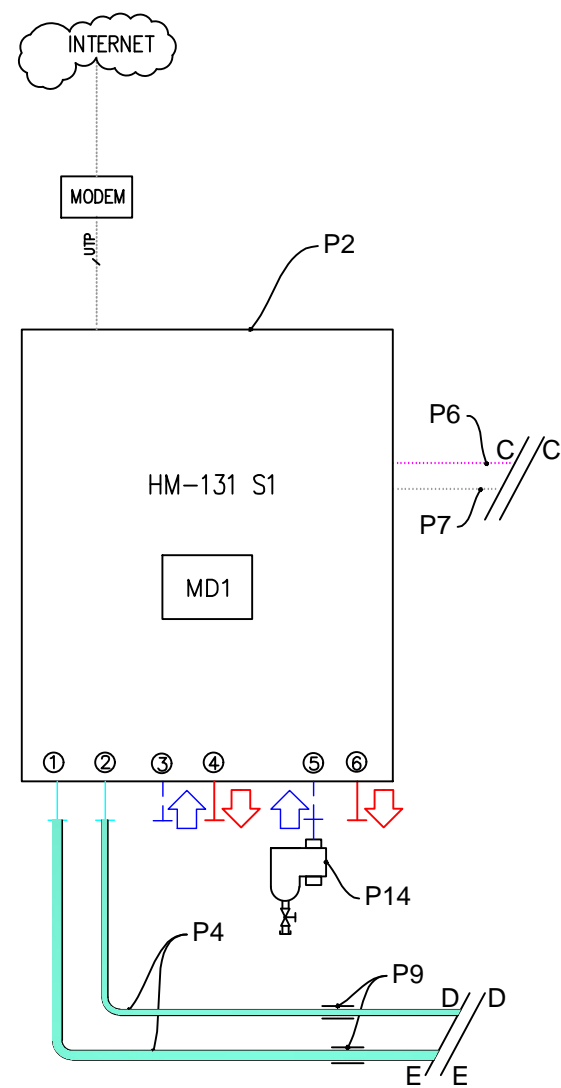 INTERNET
MODEM
UTP
P2
P6
C C
HM-131 S1
P7
MD1
1 2 3 4 5 6
P14
P4
P9
D D
E E